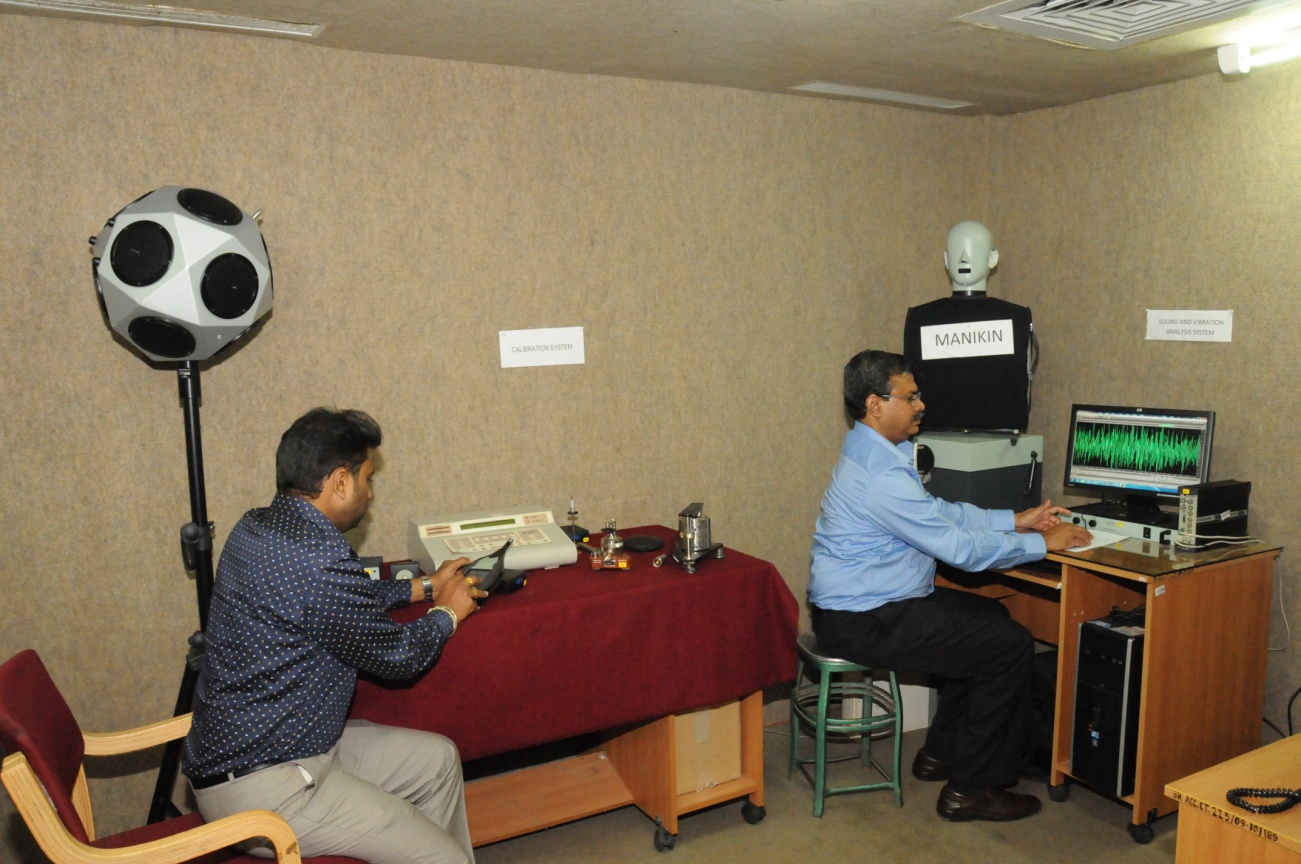 CALIBRATION SYSTEM
MANIKIN
SOUND AND VIBRATION
ANALYSIS SYSTEM